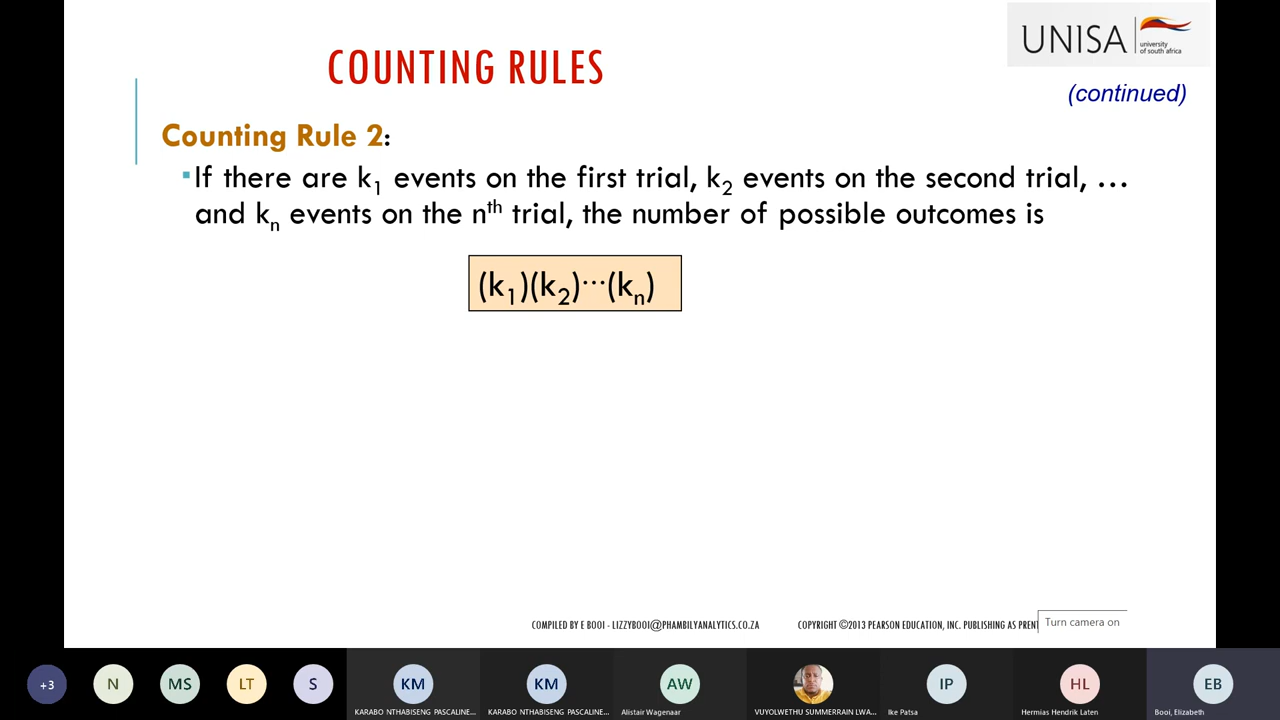 COUNTING RULES
UNISA
university
of south africa
(continued)
Counting Rule 2:
▪If there are k1 events on the first trial, k2 events on the second trial, …
and kn events on the nth trial, the number of possible outcomes is
(k1)(k2)···(kn)
COMPILED BY E BOOI - LIZZYBOOI@PHAMBILYANALYTICS.CO.ZA
COPYRIGHT ©2013 PEARSON EDUCATION, INC. PUBLISHING AS PRENT
Turn camera on
+3
N
MS
LT
S
KM
KM
AW
IP
HL
EB
KARABO NTHABISENG PASCALINE...
KARABO NTHABISENG PASCALINE...
Alistair Wagenaar
VUYOLWETHU SUMMERRAIN LWA...
Ike Patsa
Hermias Hendrik Laten
Booi, Elizabeth